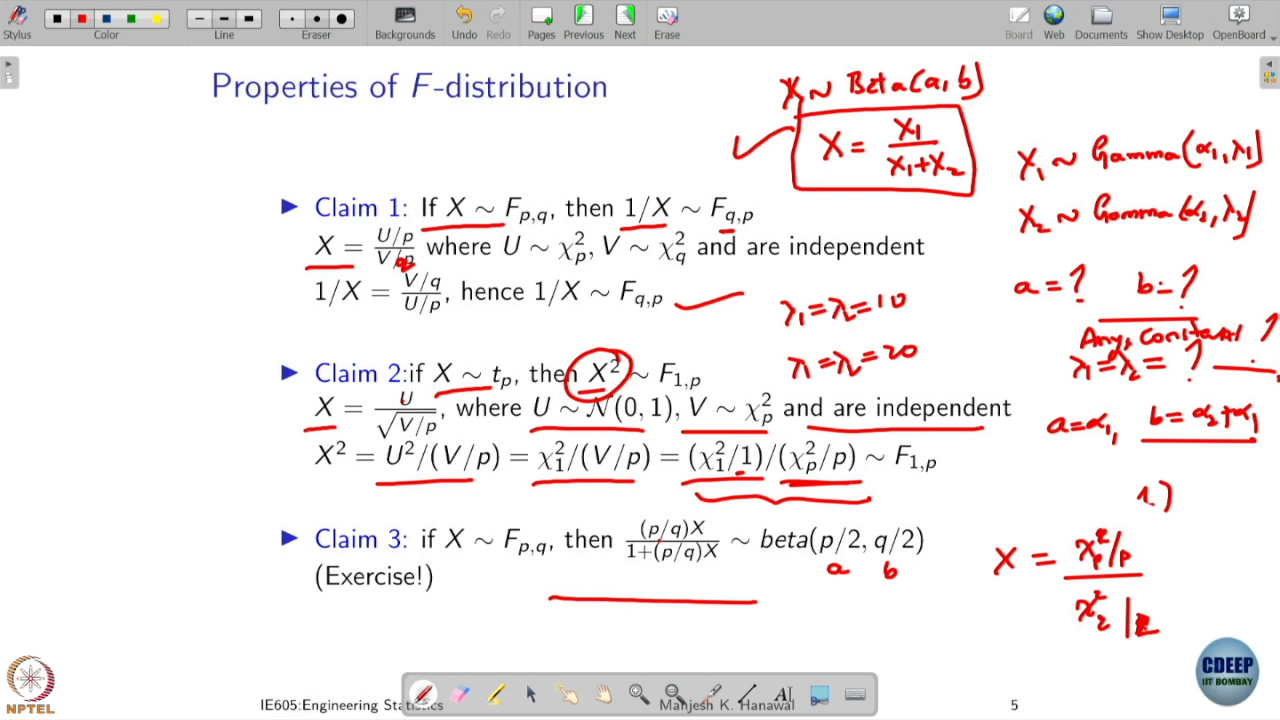 Stylus
Color
Line
Eraser
Backgrounds
Undo
Redo
Pages
Previous
Next
Erase
Board
Web
Documents
Show Desktop
OpenBoard
Properties of F-distribution
X ~ Beta(a, b)
X = X₁ / (X₁+X₂)
X₁ ~ Gamma(α₁, λ₁)
X₂ ~ Gamma(α₂, λ₂)
a = ? b = ?
Any Constant ?
λ₁ = λ₂ = ?
a = α₁, b = α₂+α₁
Claim 1: If X ∼ F_{p,q}, then 1/X ∼ F_{q,p}
X = (U/p)/(V/q) where U ∼ χ²_p, V ∼ χ²_q and are independent
1/X = (V/q)/(U/p), hence 1/X ∼ F_{q,p}
λ₁ = λ₂ = 10
λ = λ₂ = 20
Claim 2:if X ∼ t_p, then X² ∼ F_{1,p}
X = U/√(V/p), where U ∼ N(0, 1), V ∼ χ²_p and are independent
X² = U²/(V/p) = χ²₁/(V/p) = (χ²₁/1)/(χ²_p/p) ∼ F_{1,p}
Claim 3: if X ∼ F_{p,q}, then (p/q)X / (1+(p/q)X) ∼ beta(p/2, q/2)
a b
(Exercise!)
X = (χ²_p/p) / (χ²₂/
NPTEL
IE605:Engineering Sta
ics
Manjesh K. Hanawal
5
CDEEP
IIT BOMBAY